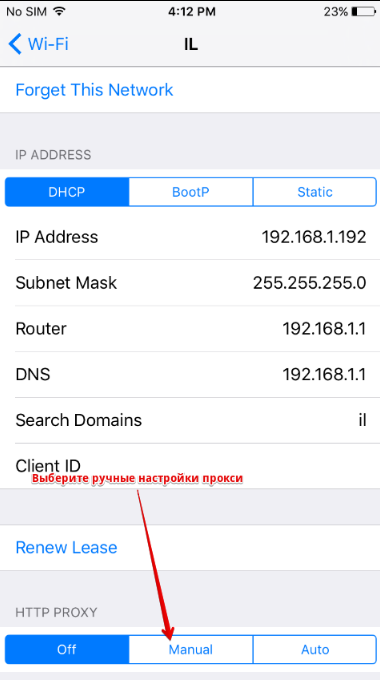 No SIM 4:12 PM 23%
Wi-Fi IL
Forget This Network
IP ADDRESS
DHCP BootP Static
IP Address 192.168.1.192
Subnet Mask 255.255.255.0
Router 192.168.1.1
DNS 192.168.1.1
Search Domains il
Client ID
Выберите ручные настройки прокси
Renew Lease
HTTP PROXY
Off Manual Auto